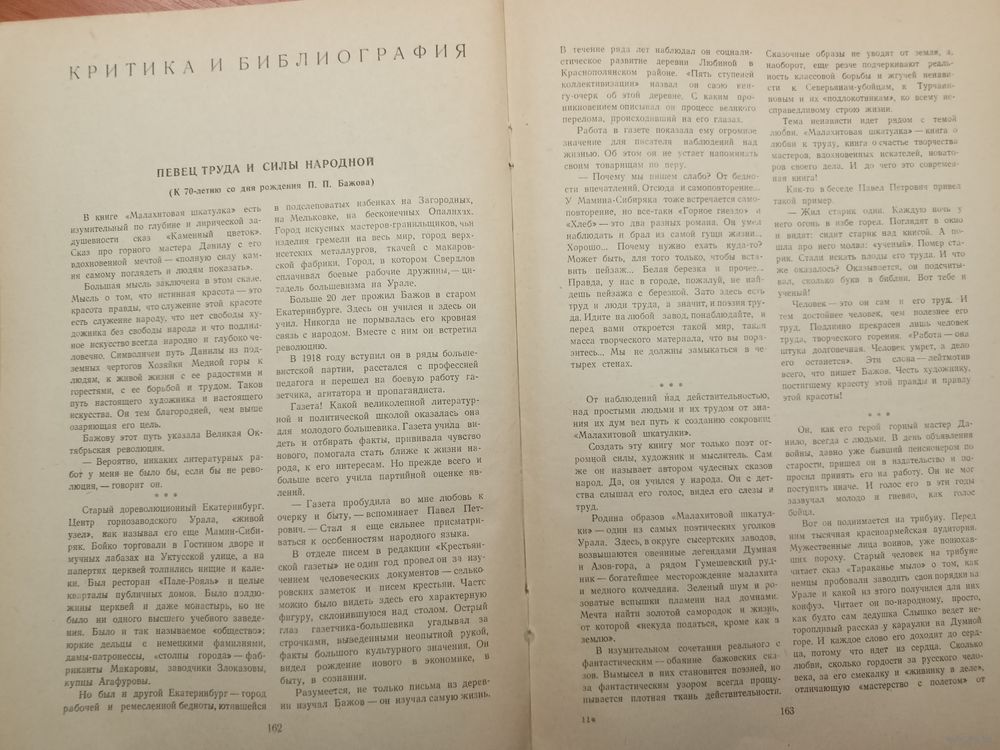 КРИТИКА И БИБЛИОГРАФИЯ
ПЕВЕЦ ТРУДА И СИЛЫ НАРОДНОЙ
(К 70-летию со дня рождения П. П. Бажова)
В книге «Малахитовая шкатулка» есть
изумительный по глубине и лирической за-
душевности сказ «Каменный цветок».
Сказ про горного мастера Данилу с его
вдохновенной мечтой — «полную силу кам-
ня самому поглядеть и людям показать».
Большая мысль заключена в этом сказе.
Мысль о том, что истинная красота — это
красота правды, что служение этой красоте
есть служение народу, что нет свободы ху-
дожника без свободы народа и что подлин-
ное искусство всегда народно и глубоко че-
ловечно. Символичен путь Данилы из под-
земных чертогов Хозяйки Медной горы к
людям, к живой жизни с ее радостями и
горестями, с ее борьбой и трудом. Таков
путь настоящего художника и настоящего
искусства. Он тем благородней, чем выше
озаряющая его цель.
Бажову этот путь указала Великая Ок-
тябрьская революция.
— Вероятно, никаких литературных ра-
бот у меня не было бы, если бы не рево-
люция, — говорит он.
* * *
Старый дореволюционный Екатеринбург.
Центр горнозаводского Урала, «живой
узел», как называл его еще Мамин-Сиби-
ряк. Бойко торговали в Гостином дворе и
мучных лабазах на Уктусской улице, а на
папертях церквей толпились нищие и кале-
ки. Был ресторан «Пале-Рояль» и целые
кварталы публичных домов. Было полдю-
жины церквей и даже монастырь, но не
было ни одного высшего учебного заведе-
ния. Было и так называемое «общество»:
юркие дельцы с немецкими фамилиями,
дамы-патронессы, «столпы города» — фаб-
риканты Макаровы, заводчики Злоказовы,
купцы Агафуровы.
Но был и другой Екатеринбург — город
рабочей и ремесленной бедноты, ютившейся
в подслеповатых избенках на Загородных,
на Мельковке, на бесконечных Опалихах.
Город искусных мастеров-гранильщиков, чьи
изделия гремели на весь мир, город верх-
исетских металлургов, ткачей с макаров-
ской фабрики. Город, в котором Свердлов
сплачивал боевые рабочие дружины, — ци-
тадель большевизма на Урале.
Больше 20 лет прожил Бажов в старом
Екатеринбурге. Здесь он учился и здесь он
учил. Никогда не порывалась его кровная
связь с народом. Вместе с ним он встретил
революцию.
В 1918 году вступил он в ряды больше-
вистской партии, расстался с профессией
педагога и перешел на боевую работу га-
зетчика, агитатора и пропагандиста.
Газета! Какой великолепной литератур-
ной и политической школой оказалась она
для молодого большевика. Газета учила ви-
деть и отбирать факты, прививала чувство
нового, помогала стать ближе к жизни на-
рода, к его интересам. Но прежде всего и
больше всего учила партийной оценке яв-
лений.
— Газета пробудила во мне любовь к
очерку и быту, — вспоминает Павел Пет-
рович. — Стал я еще сильнее присматри-
ваться к особенностям народного языка.
В отделе писем в редакции «Крестьян-
ской газеты» не один год провел он за изу-
чением человеческих документов — селько-
ровских заметок и писем крестьян. Часто
можно было видеть здесь его характерную
фигуру, склонившуюся над столом. Острый
глаз газетчика-большевика угадывал за
строчками, выведенными неопытной рукой,
факты большого культурного значения. Он
видел рождение нового в экономике, в
быту, в сознании.
Разумеется, не только письма из дерев-
ни изучал Бажов — он изучал самую жизнь.
162
В течение ряда лет наблюдал он социали-
стическое развитие деревни Любиной в
Краснополянском районе. «Пять ступеней
коллективизации» назвал он свою кни-
гу-очерк об этой деревне. С каким про-
никновением описывал он процесс великого
перелома, происходивший на его глазах.
Работа в газете показала ему огромное
значение для писателя наблюдений над
жизнью. Об этом он не устает напоминать
своим товарищам по перу.
— Почему мы пишем слабо? От бедно-
сти впечатлений. Отсюда и самоповторение...
У Мамина-Сибиряка тоже встречается само-
повторение, но все-таки «Горное гнездо» и
«Хлеб» — это два разных романа. Он умел
наблюдать и брал из самой гущи жизни...
Хорошо... Почему нужно ехать куда-то?
Может быть, для того только, чтобы вста-
вить пейзаж... Белая березка и прочее...
Правда, у нас в городе, пожалуй, не най-
дешь пейзажа с березкой. Зато здесь есть
труд и люди труда, а значит, и поэзия тру-
да. Идите на любой завод, понаблюдайте, и
перед вами откроется такой мир, такая
масса творческого материала, что вы пора-
зитесь... Мы не должны замыкаться в че-
тырех стенах.
* * *
От наблюдений над действительностью,
над простыми людьми и их трудом от зна-
ния их дум вел путь к созданию сокровищ
«Малахитовой шкатулки».
Создать эту книгу мог только поэт ог-
ромной силы, художник и мыслитель. Сам
же он называет автором чудесных сказов
народ. Да, он учился у народа. Он с дет-
ства слышал его голос, видел его слезы и
труд.
Родина образов «Малахитовой шкатул-
ки» — один из самых поэтических уголков
Урала. Здесь, в округе сысертских заводов,
возвышаются овеянные легендами Думная
и Азов-гора, а рядом Гумешевский руд-
ник — богатейшее месторождение малахита
и медного колчедана. Зеленый шум и ро-
зоватые вспышки пламени над домнами.
Мечта найти золотой самородок и жизнь,
от которой «некуда податься, кроме как в
землю».
В изумительном сочетании реального с
фантастическим — обаяние бажовских ска-
зов. Вымысел в них становится поэзией, но
за фантастическим узором всегда прощу-
пывается плотная ткань действительности.
11*
Сказочные образы не уводят от земли, а,
наоборот, еще резче подчеркивают реаль-
ность классовой борьбы и жгучей ненави-
сти к Северьянам-убойцам, к Турчани-
новым и их «подлокотникам», ко всему не-
справедливому строю жизни.
Тема ненависти идет рядом с темой
любви. «Малахитовая шкатулка» — книга о
любви к труду, книга о счастье творчества
мастеров, вдохновенных искателей, новато-
ров своего дела. И до чего это современ-
ная книга!
Как-то в беседе Павел Петрович привел
такой пример.
— Жил старик один. Каждую ночь у
него огонь в избе горел. Поглядят в окно
и видят: сидит старик над книгой. А по-
шла про него молва: «ученый». Помер ста-
рик. Стали искать плоды его труда. И что
же оказалось? Оказывается, он подсчиты-
вал, сколько букв в библии. Вот тебе и
ученый!
Человек — это он сам и его труд. И
тем достойнее человек, чем полезнее его
труд. Подлинно прекрасен лишь человек
труда, творческого горения. «Работа — она
штука долговечная. Человек умрет, а дело
его останется». Эти слова — лейтмотив
всего, что пишет Бажов. Честь художнику,
постигшему красоту этой правды и правду
этой красоты!
* * *
Он, как его герой горный мастер Да-
нило, всегда с людьми. В день объявления
войны, давно уже бывший пенсионером по
старости, пришел он в издательство и по-
просил принять его на работу. Он не мог
поступить иначе. И голос его в эти годы
зазвучал молодо и гневно, как голос
бойца.
Вот он поднимается на трибуну. Перед
ним тысячная красноармейская аудитория.
Мужественные лица воинов, уже понюхав-
ших пороху. Старый человек на трибуне
читает сказ «Тараканье мыло» о том, как
немцы пробовали заводить свои порядки на
Урале и какой из этого получился для них
конфуз. Читает он по-народному, просто,
как будто сам дедушка Слышко ведет не-
торопливый рассказ у караулки на Думной
горе. И каждое слово его доходит до серд-
ца, потому что идет из сердца. Сколько
любви, сколько гордости за русского чело-
века, за его смекалку и «живинку в деле»,
отличающую «мастерство с полетом» от
163